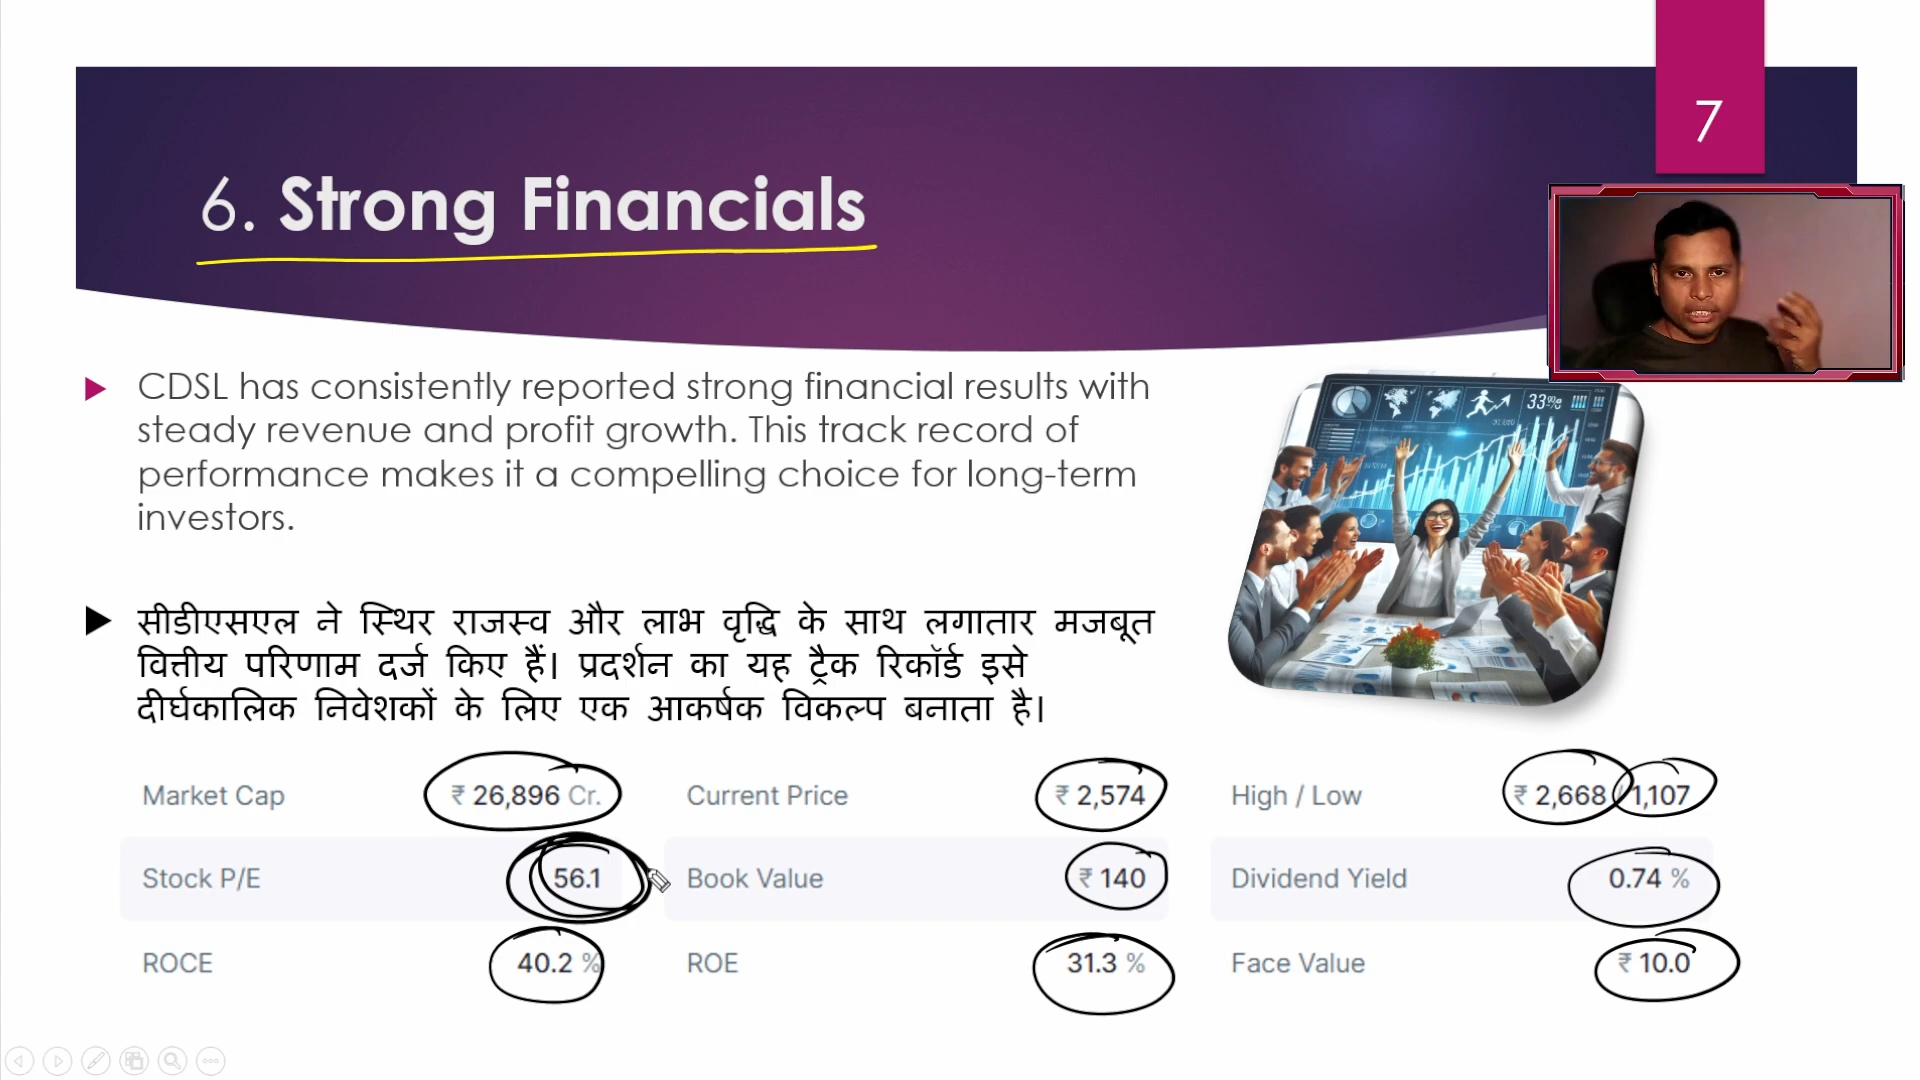 7
6. Strong Financials
CDSL has consistently reported strong financial results with
steady revenue and profit growth. This track record of
performance makes it a compelling choice for long-term
investors.
33%
सीडीएसएल ने स्थिर राजस्व और लाभ वृद्धि के साथ लगातार मजबूत
वित्तीय परिणाम दर्ज किए हैं। प्रदर्शन का यह ट्रैक रिकॉर्ड इसे
दीर्घकालिक निवेशकों के लिए एक आकर्षक विकल्प बनाता है।
Market Cap ₹ 26,896 Cr. Current Price ₹ 2,574 High / Low ₹ 2,668 / 1,107
Stock P/E 56.1 Book Value ₹ 140 Dividend Yield 0.74 %
ROCE 40.2 % ROE 31.3 % Face Value ₹ 10.0